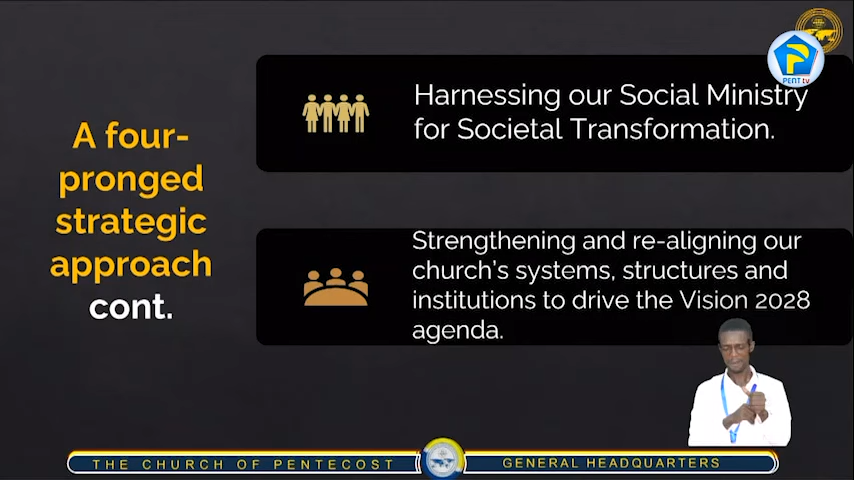 PENT tv
A four-
pronged
strategic
approach
cont.
Harnessing our Social Ministry
for Societal Transformation.
Strengthening and re-aligning our
church's systems, structures and
institutions to drive the Vision 2028
agenda.
THE CHURCH OF PENTECOST
GENERAL HEADQUARTERS